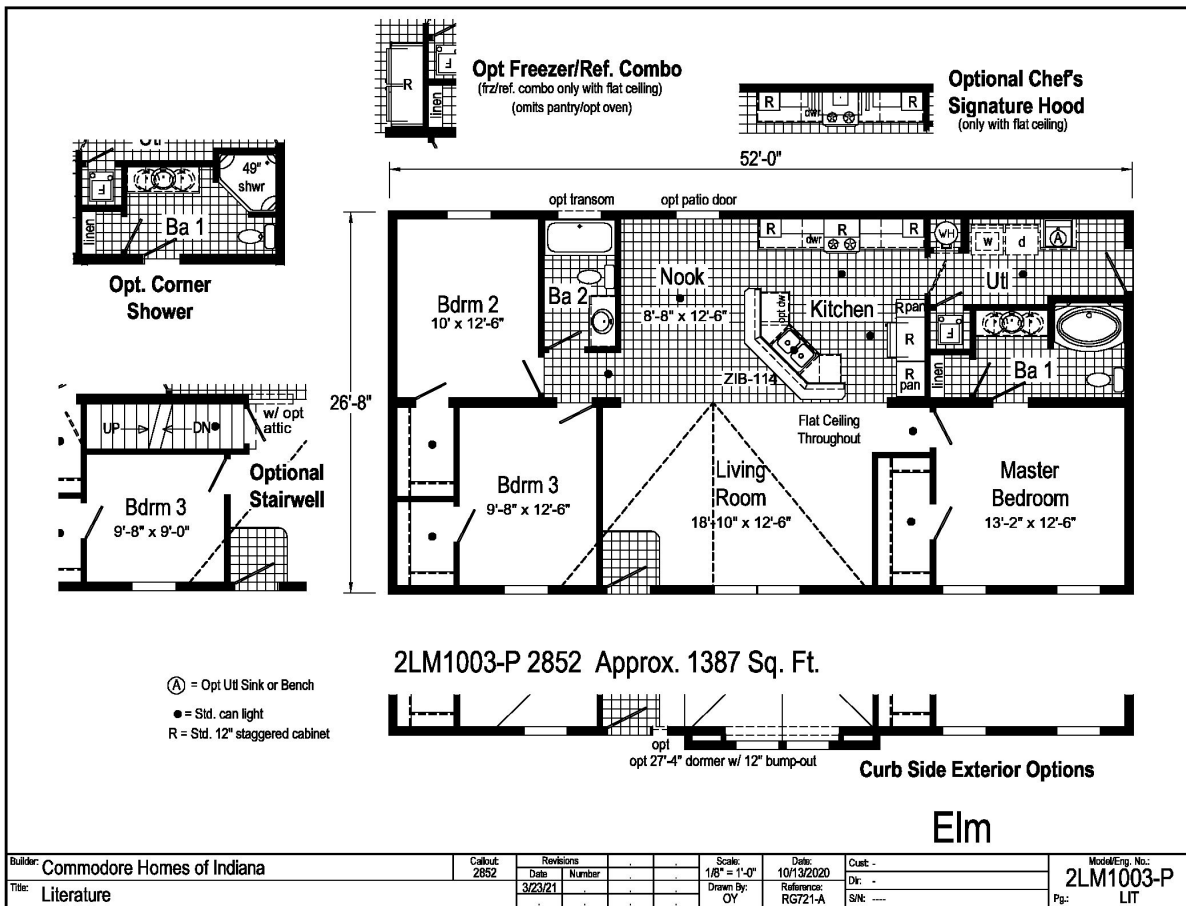 Opt Freezer/Ref. Combo
(frz/ref. combo only with flat ceiling)
(omits pantry/opt oven)
R
F
linen
Optional Chef's
Signature Hood
(only with flat ceiling)
R
dwr
R
52'-0"
Utl
49"
shwr
F
linen
Ba 1
Opt. Corner
Shower
opt transom
opt patio door
R
dwr
R
R
WH
w
d
A
Utl
Nook
8'-8" x 12'-6"
Ba 2
Bdrm 2
10' x 12'-6"
opt dw
Kitchen
R pan
R
R
pan
F
linen
Ba 1
ZIB-114
26'-8"
Flat Ceiling
Throughout
UP
DN
w/ opt
attic
Optional
Stairwell
Bdrm 3
9'-8" x 9'-0"
Bdrm 3
9'-8" x 12'-6"
Living
Room
18'-10" x 12'-6"
Master
Bedroom
13'-2" x 12'-6"
2LM1003-P 2852 Approx. 1387 Sq. Ft.
A = Opt Utl Sink or Bench
● = Std. can light
R = Std. 12" staggered cabinet
opt
opt 27'-4" dormer w/ 12" bump-out
Curb Side Exterior Options
Elm
Builder: Commodore Homes of Indiana
Title: Literature
Callout:
2852
Revisions
Date Number
3/23/21
Scale:
1/8" = 1'-0"
Drawn By:
OY
Date:
10/13/2020
Reference:
RG721-A
Cust: -
Dir: -
S/N: ----
Model/Eng. No.:
2LM1003-P
Pg.: LIT